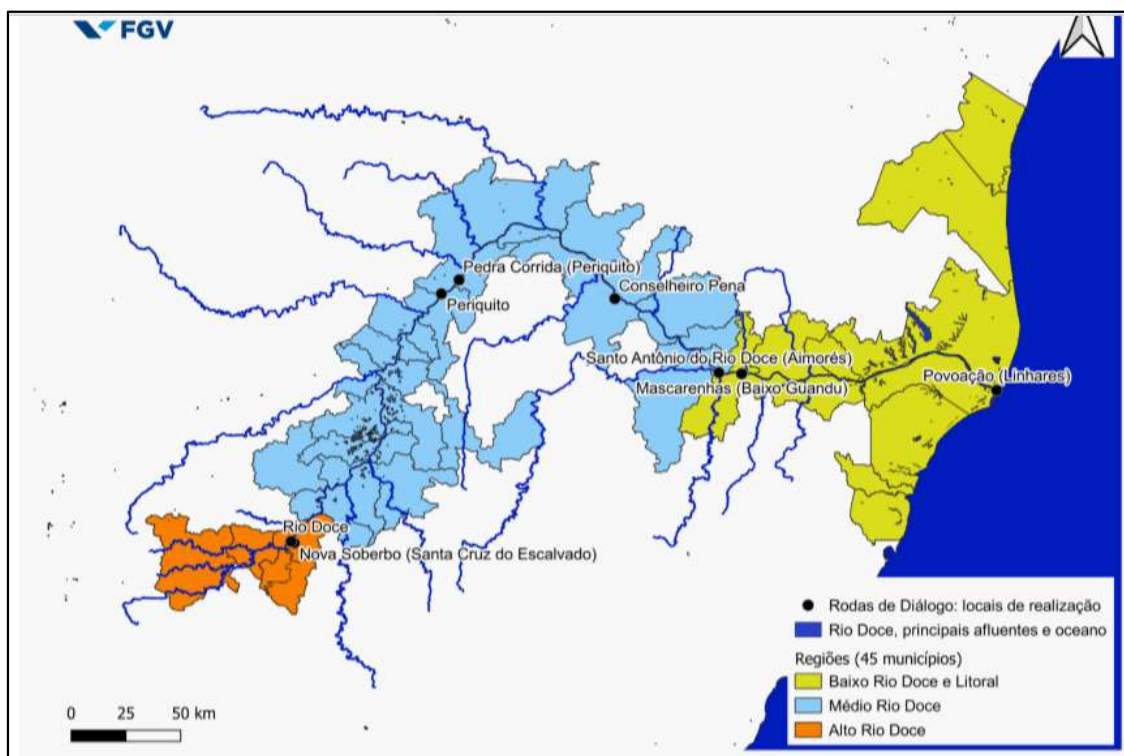 FGV
Pedra Corrida (Periquito)
Periquito
Conselheiro Pena
Santo Antônio do Rio Doce (Aimorés)
Mascarenhas (Baixo Guandu)
Povoação (Linhares)
Rio Doce
Nova Soberbo (Santa Cruz do Escalvado)
Rodas de Diálogo: locais de realização
Rio Doce, principais afluentes e oceano
Regiões (45 municípios)
Baixo Rio Doce e Litoral
Médio Rio Doce
Alto Rio Doce
0 25 50 km